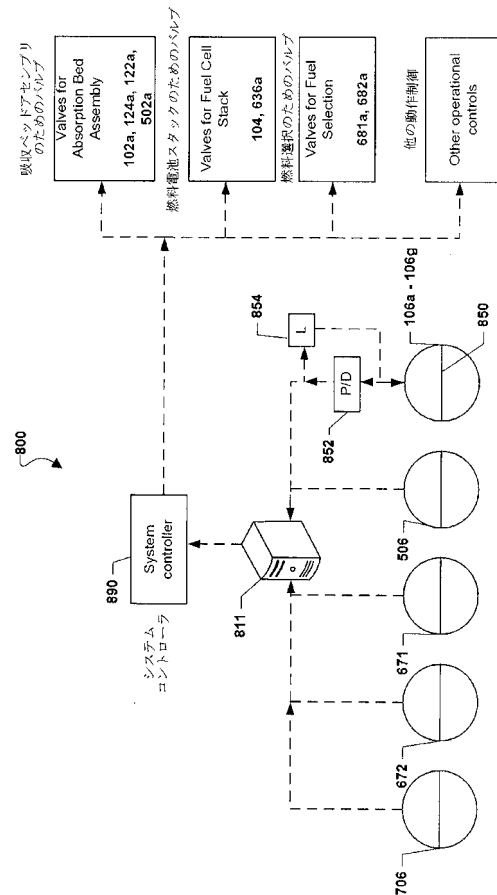 800
吸収ベッドアセンブリ
のためのバルブ
Valves for
Absorption Bed
Assembly
102a, 124a, 122a,
502a
燃料電池スタックのためのバルブ
Valves for Fuel Cell
Stack
104, 636a
燃料選択のためのバルブ
Valves for Fuel
Selection
681a, 682a
他の動作制御
Other operational
controls
890
System
controller
システム
コントローラ
811
854
L
P/D
852
106a - 106g
850
506
671
672
706